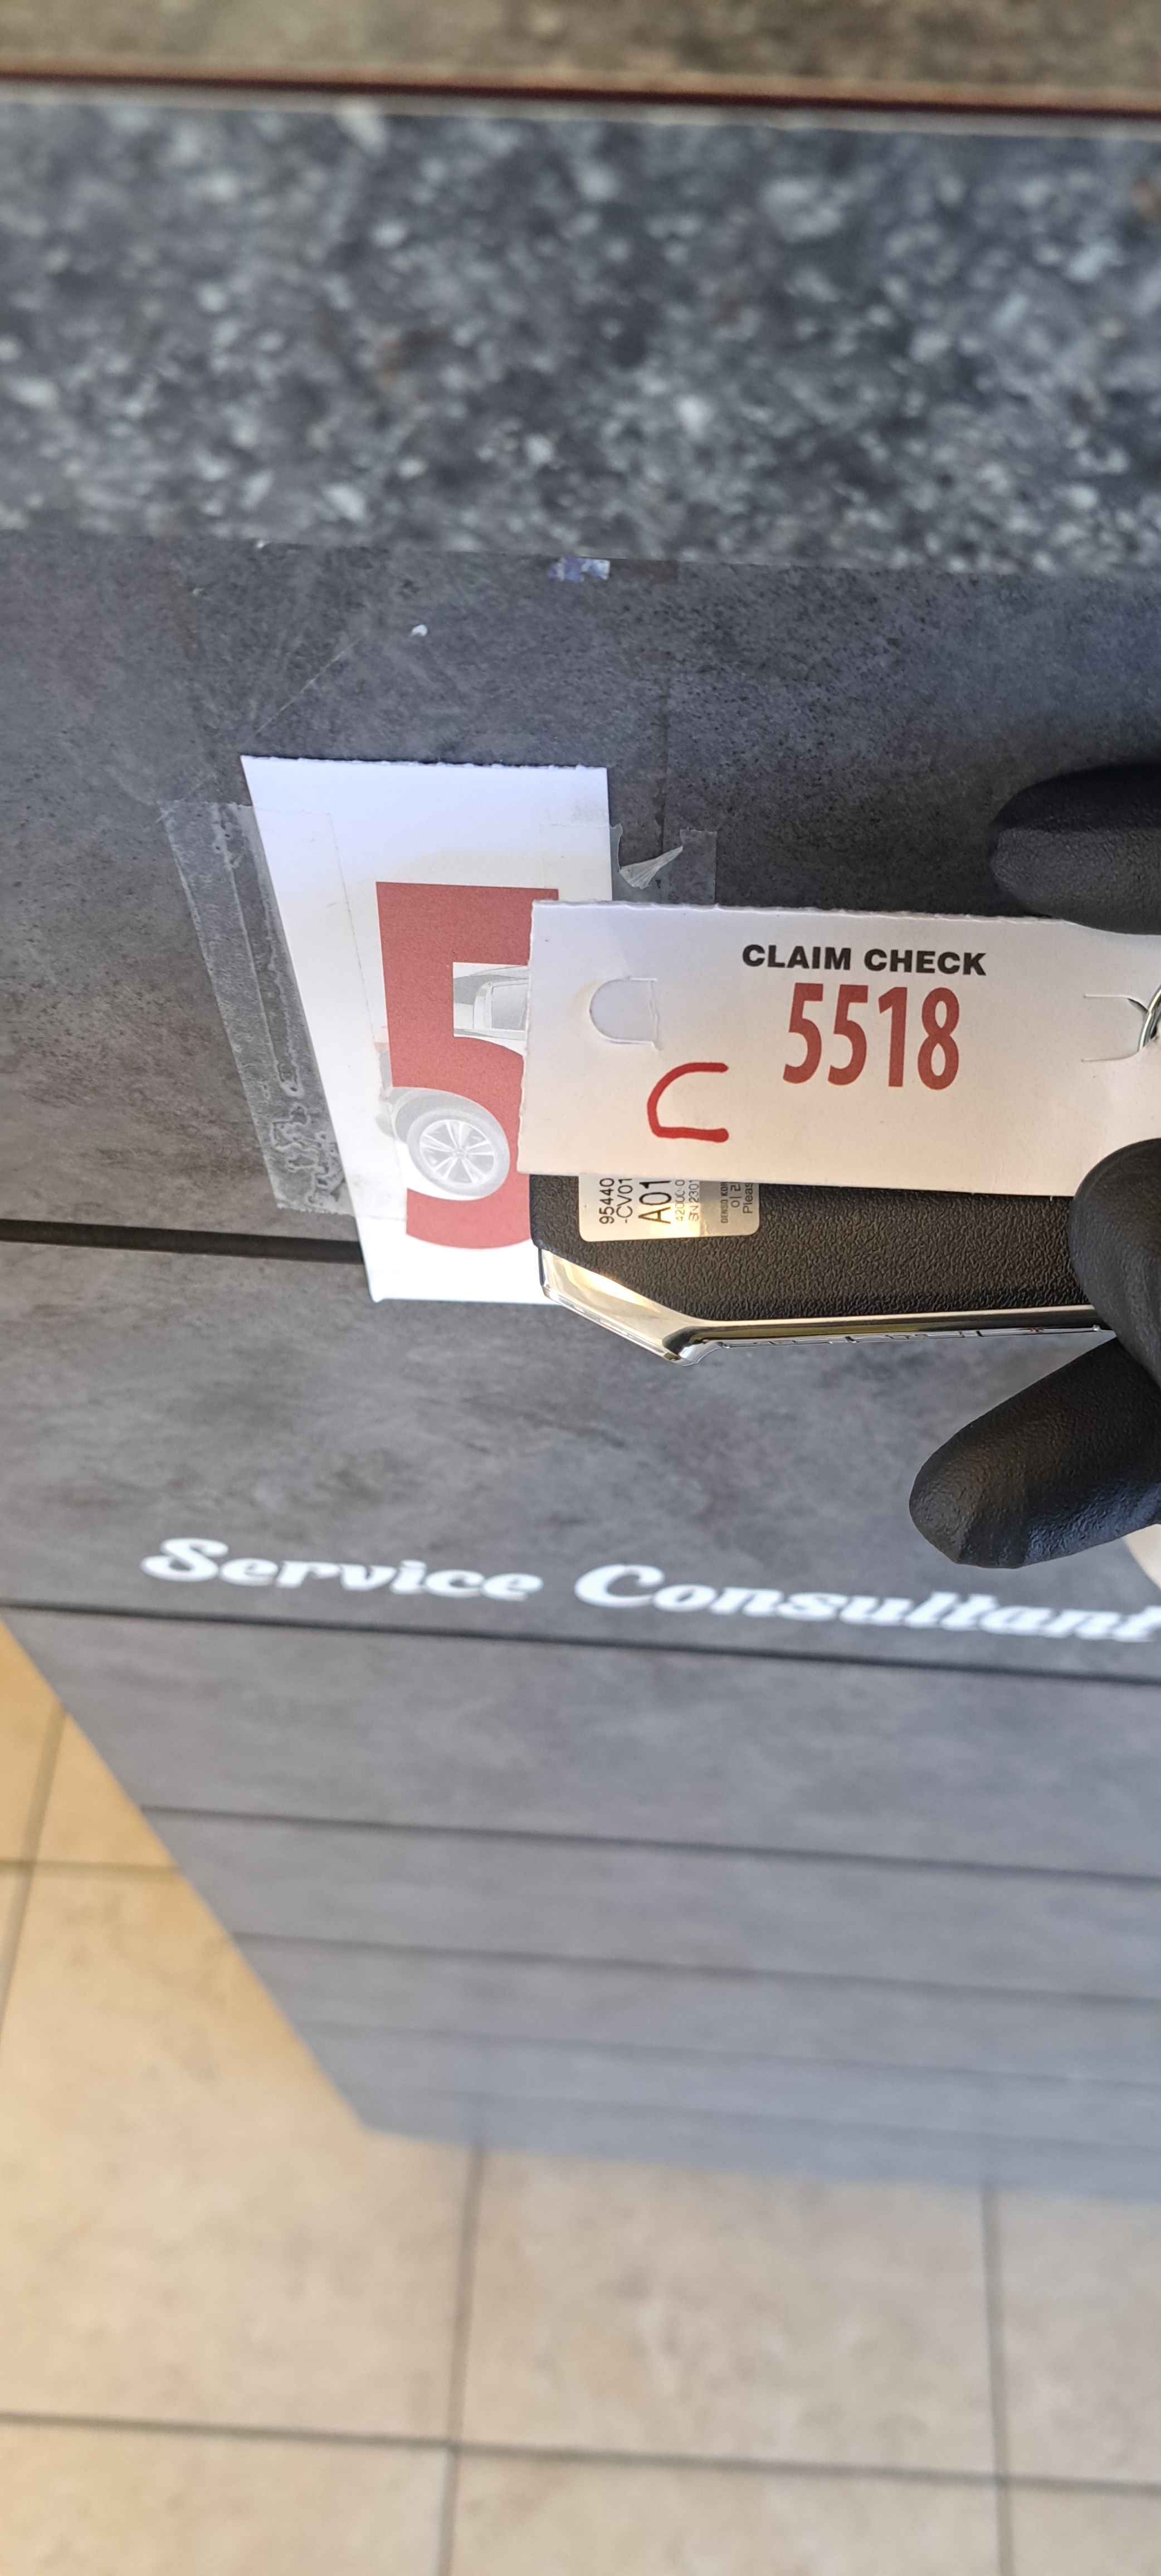 5
CLAIM CHECK
5518
C
95440
-CV01
A01
Service Consultant